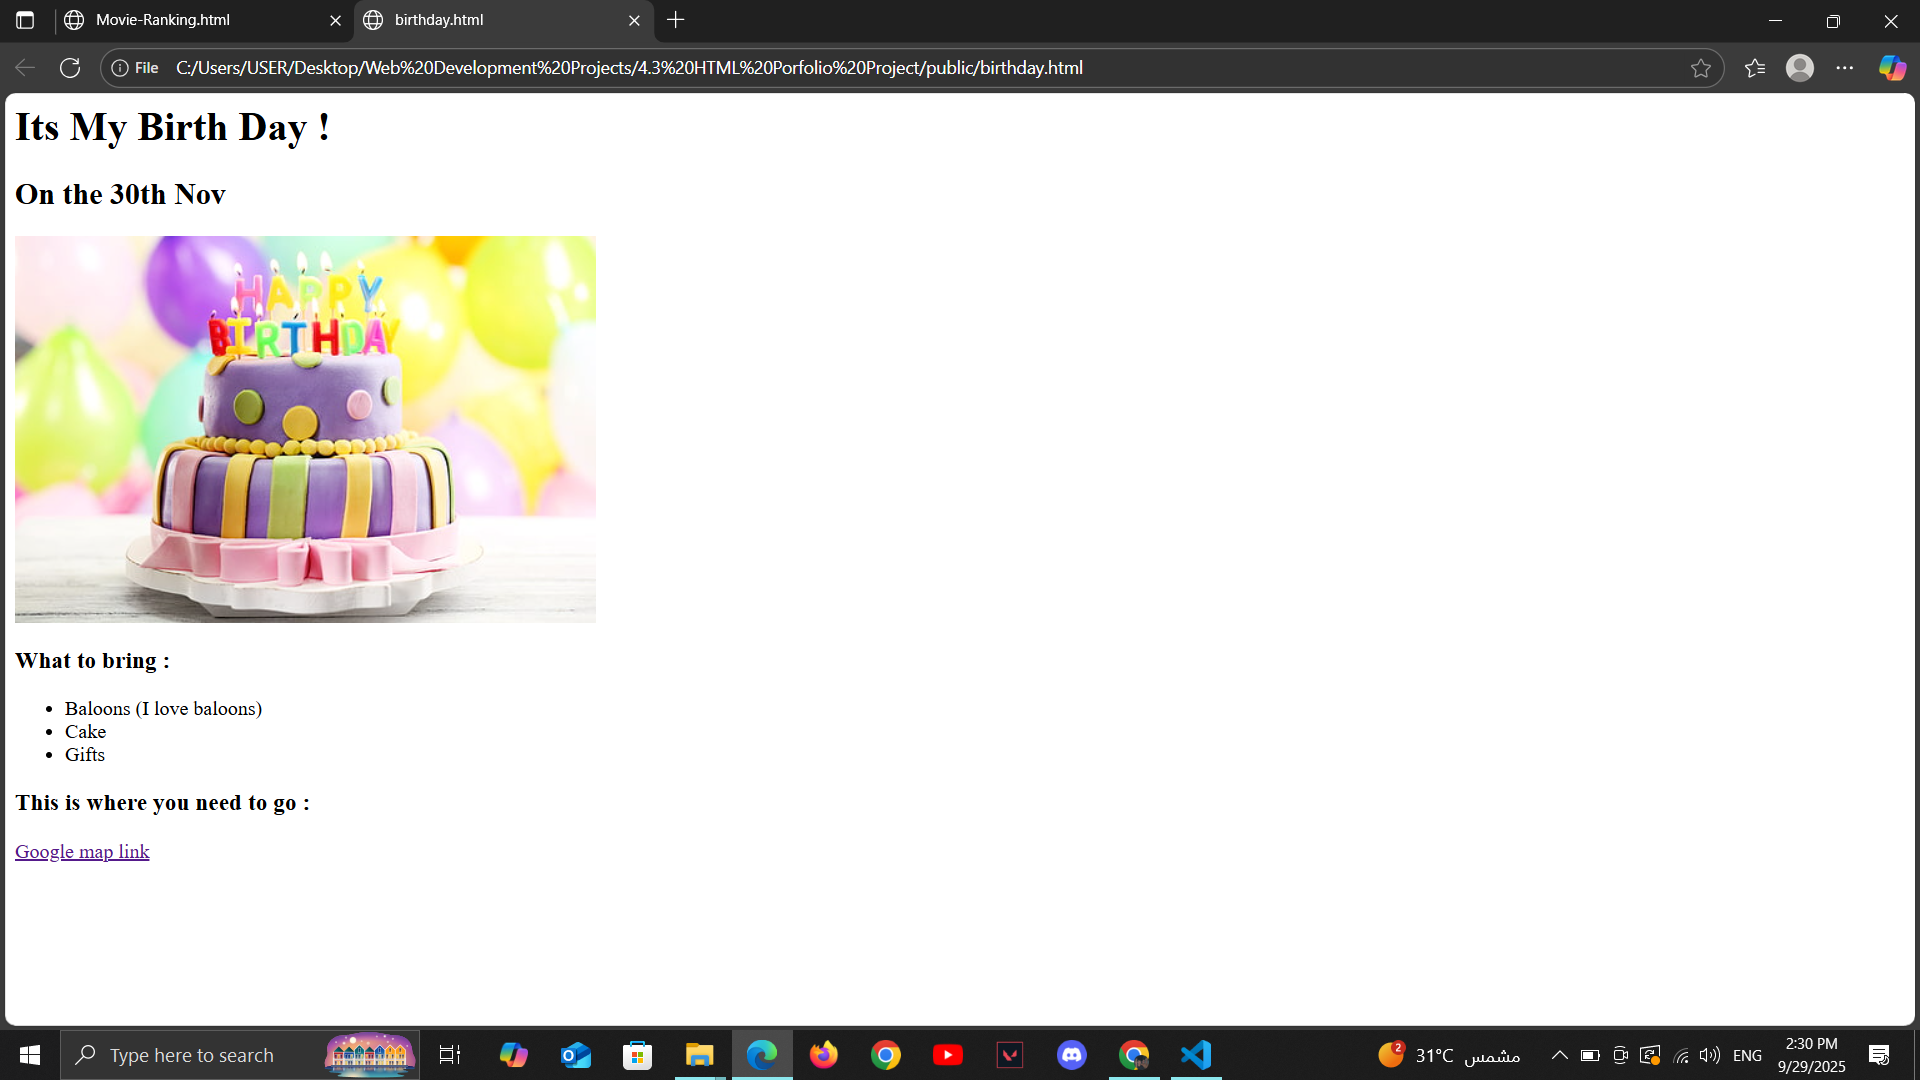 Movie-Ranking.html
birthday.html
File
C:/Users/USER/Desktop/Web%20Development%20Projects/4.3%20HTML%20Porfolio%20Project/public/birthday.html
Its My Birth Day !
On the 30th Nov
HAPPY
BIRTHDAY
What to bring :
Baloons (I love baloons)
Cake
Gifts
This is where you need to go :
Google map link
Type here to search
2
31°C مشمس
ENG
2:30 PM
9/29/2025